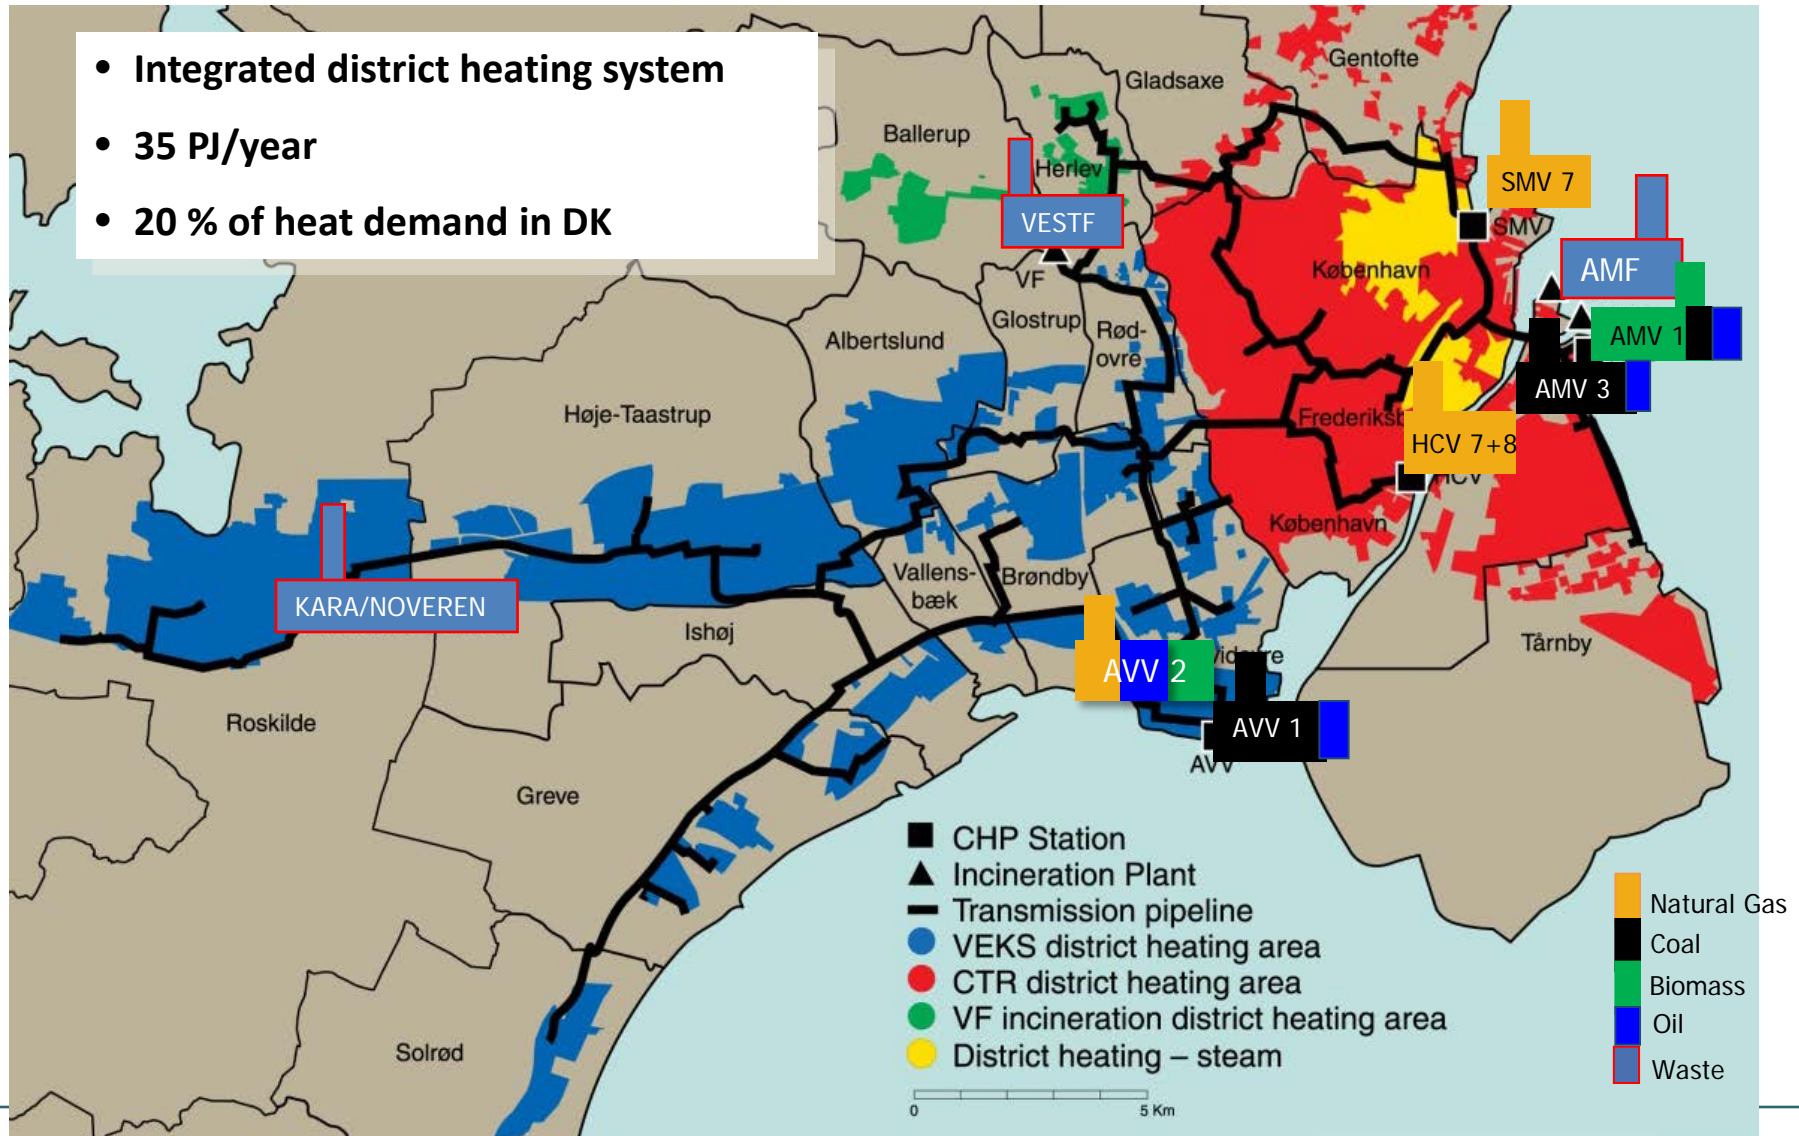 • Integrated district heating system
• 35 PJ/year
• 20 % of heat demand in DK
Gentofte
Gladsaxe
Ballerup
Herlev
SMV 7
VESTF
SMV
København
AMF
VF
Glostrup
Rød-
ovre
Albertslund
AMV 1
AMV 3
Høje-Taastrup
Frederiksb
HCV 7+8
HCV
København
Vallens-
bæk
Brøndby
KARA/NOVEREN
Ishøj
Tårnby
AVV 2
AVV 1
AVV
Roskilde
Greve
Solrød
CHP Station
Incineration Plant
Transmission pipeline
VEKS district heating area
CTR district heating area
VF incineration district heating area
District heating – steam
0 5 Km
Natural Gas
Coal
Biomass
Oil
Waste